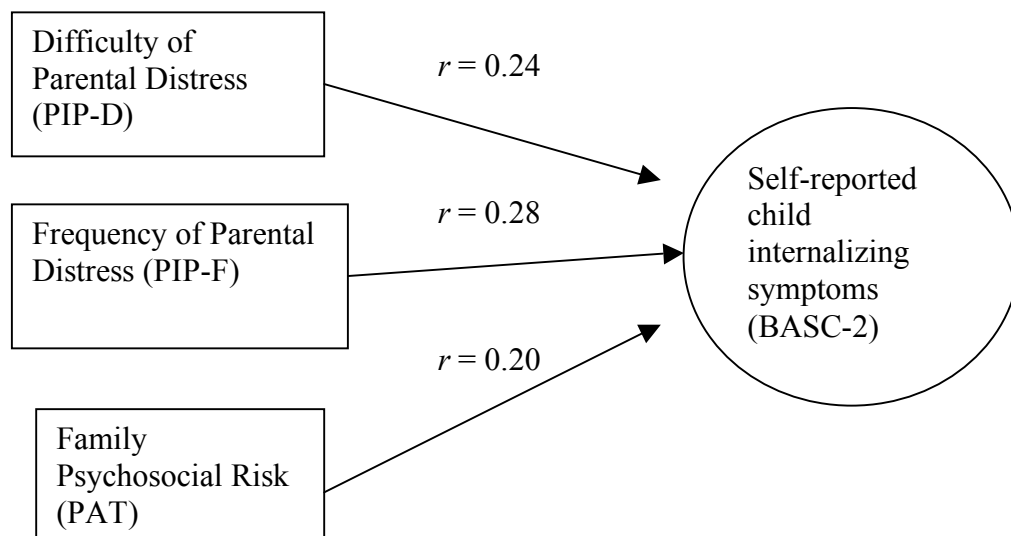 Difficulty of
Parental Distress
(PIP-D)
r = 0.24
Frequency of Parental
Distress (PIP-F)
r = 0.28
Family
Psychosocial Risk
(PAT)
r = 0.20
Self-reported
child
internalizing
symptoms
(BASC-2)